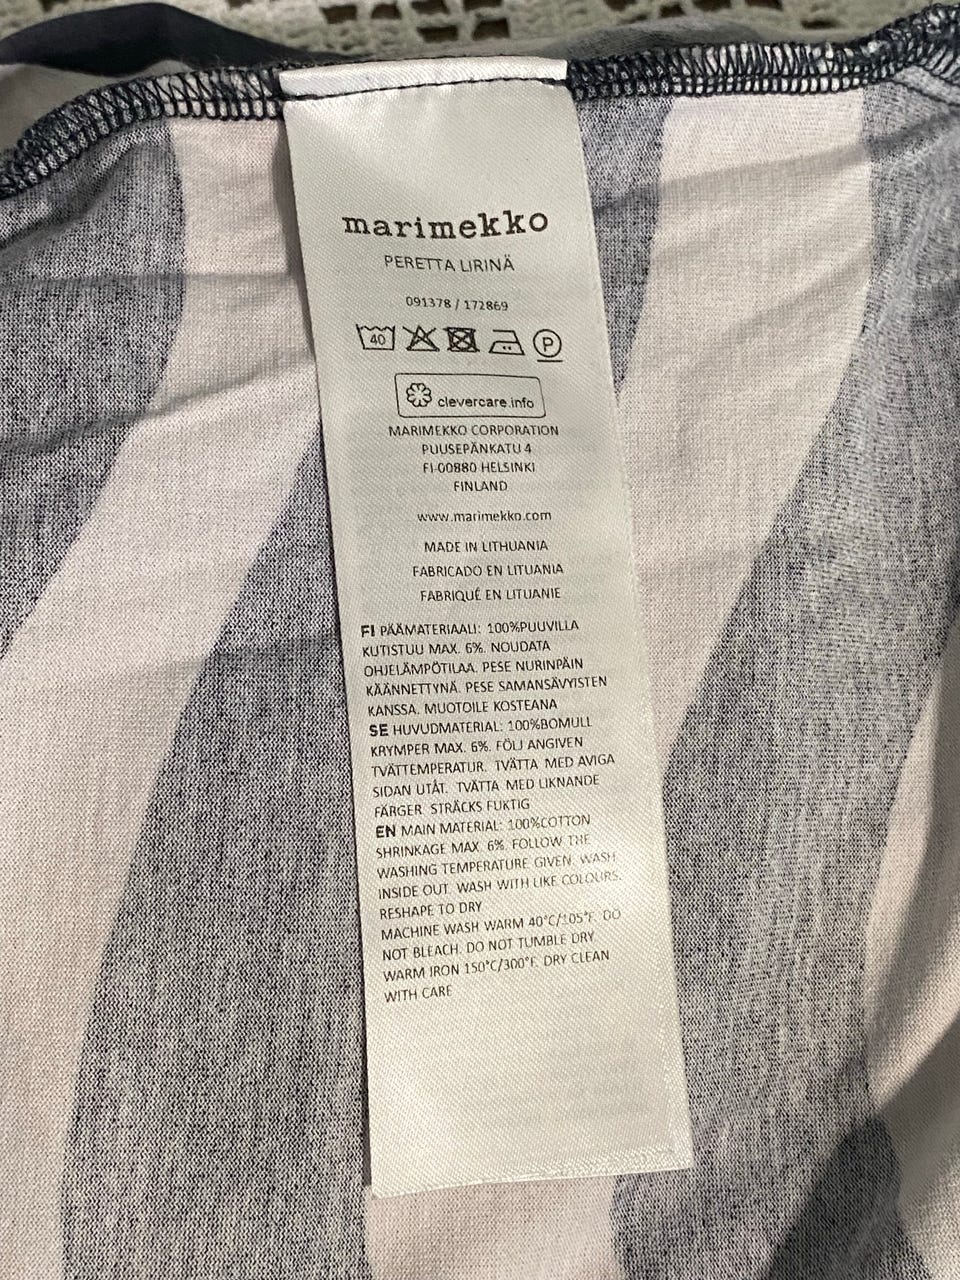 marimekko
PERETTA LIRINÄ
091378 / 172869
40 P
clevercare.info
MARIMEKKO CORPORATION
PUUSEPÄNKATU 4
FI-00880 HELSINKI
FINLAND
www.marimekko.com
MADE IN LITHUANIA
FABRICADO EN LITUANIA
FABRIQUÉ EN LITUANIE
FI PÄÄMATERIAALI: 100%PUUVILLA
KUTISTUU MAX. 6%. NOUDATA
OHJELÄMPÖTILAA. PESE NURINPÄIN
KÄÄNNETTYNÄ. PESE SAMANSÄVYISTEN
KANSSA. MUOTOILE KOSTEANA
SE HUVUDMATERIAL: 100%BOMULL
KRYMPER MAX. 6%. FÖLJ ANGIVEN
TVÄTTEMPERATUR. TVÄTTA MED AVIGA
SIDAN UTÅT. TVÄTTA MED LIKNANDE
FÄRGER STRÄCKS FUKTIG
EN MAIN MATERIAL: 100%COTTON
SHRINKAGE MAX. 6%. FOLLOW THE
WASHING TEMPERATURE GIVEN. WASH
INSIDE OUT. WASH WITH LIKE COLOURS.
RESHAPE TO DRY
MACHINE WASH WARM 40°C/105°F. DO
NOT BLEACH. DO NOT TUMBLE DRY.
WARM IRON 150°C/300°F. DRY CLEAN
WITH CARE